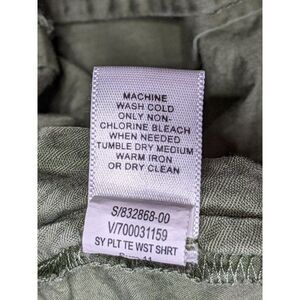 MACHINE
WASH COLD
ONLY NON-
CHLORINE BLEACH
WHEN NEEDED
TUMBLE DRY MEDIUM
WARM IRON
OR DRY CLEAN
S/832868-00
V/700031159
SY PLT TE WST SHRT